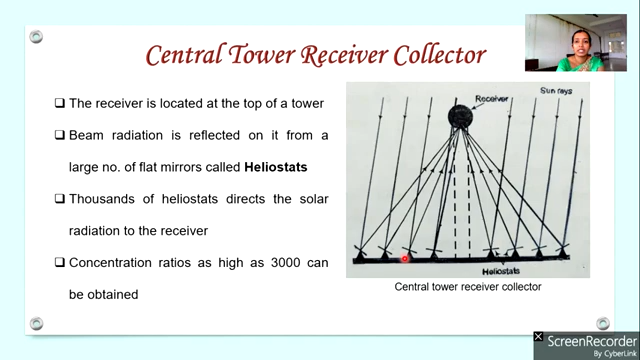 Central Tower Receiver Collector
The receiver is located at the top of a tower
Beam radiation is reflected on it from a
large no. of flat mirrors called Heliostats
Thousands of heliostats directs the solar
radiation to the receiver
Concentration ratios as high as 3000 can
be obtained
Receiver
Sun rays
Heliostats
Central tower receiver collector
ScreenRecorder
By CyberLink